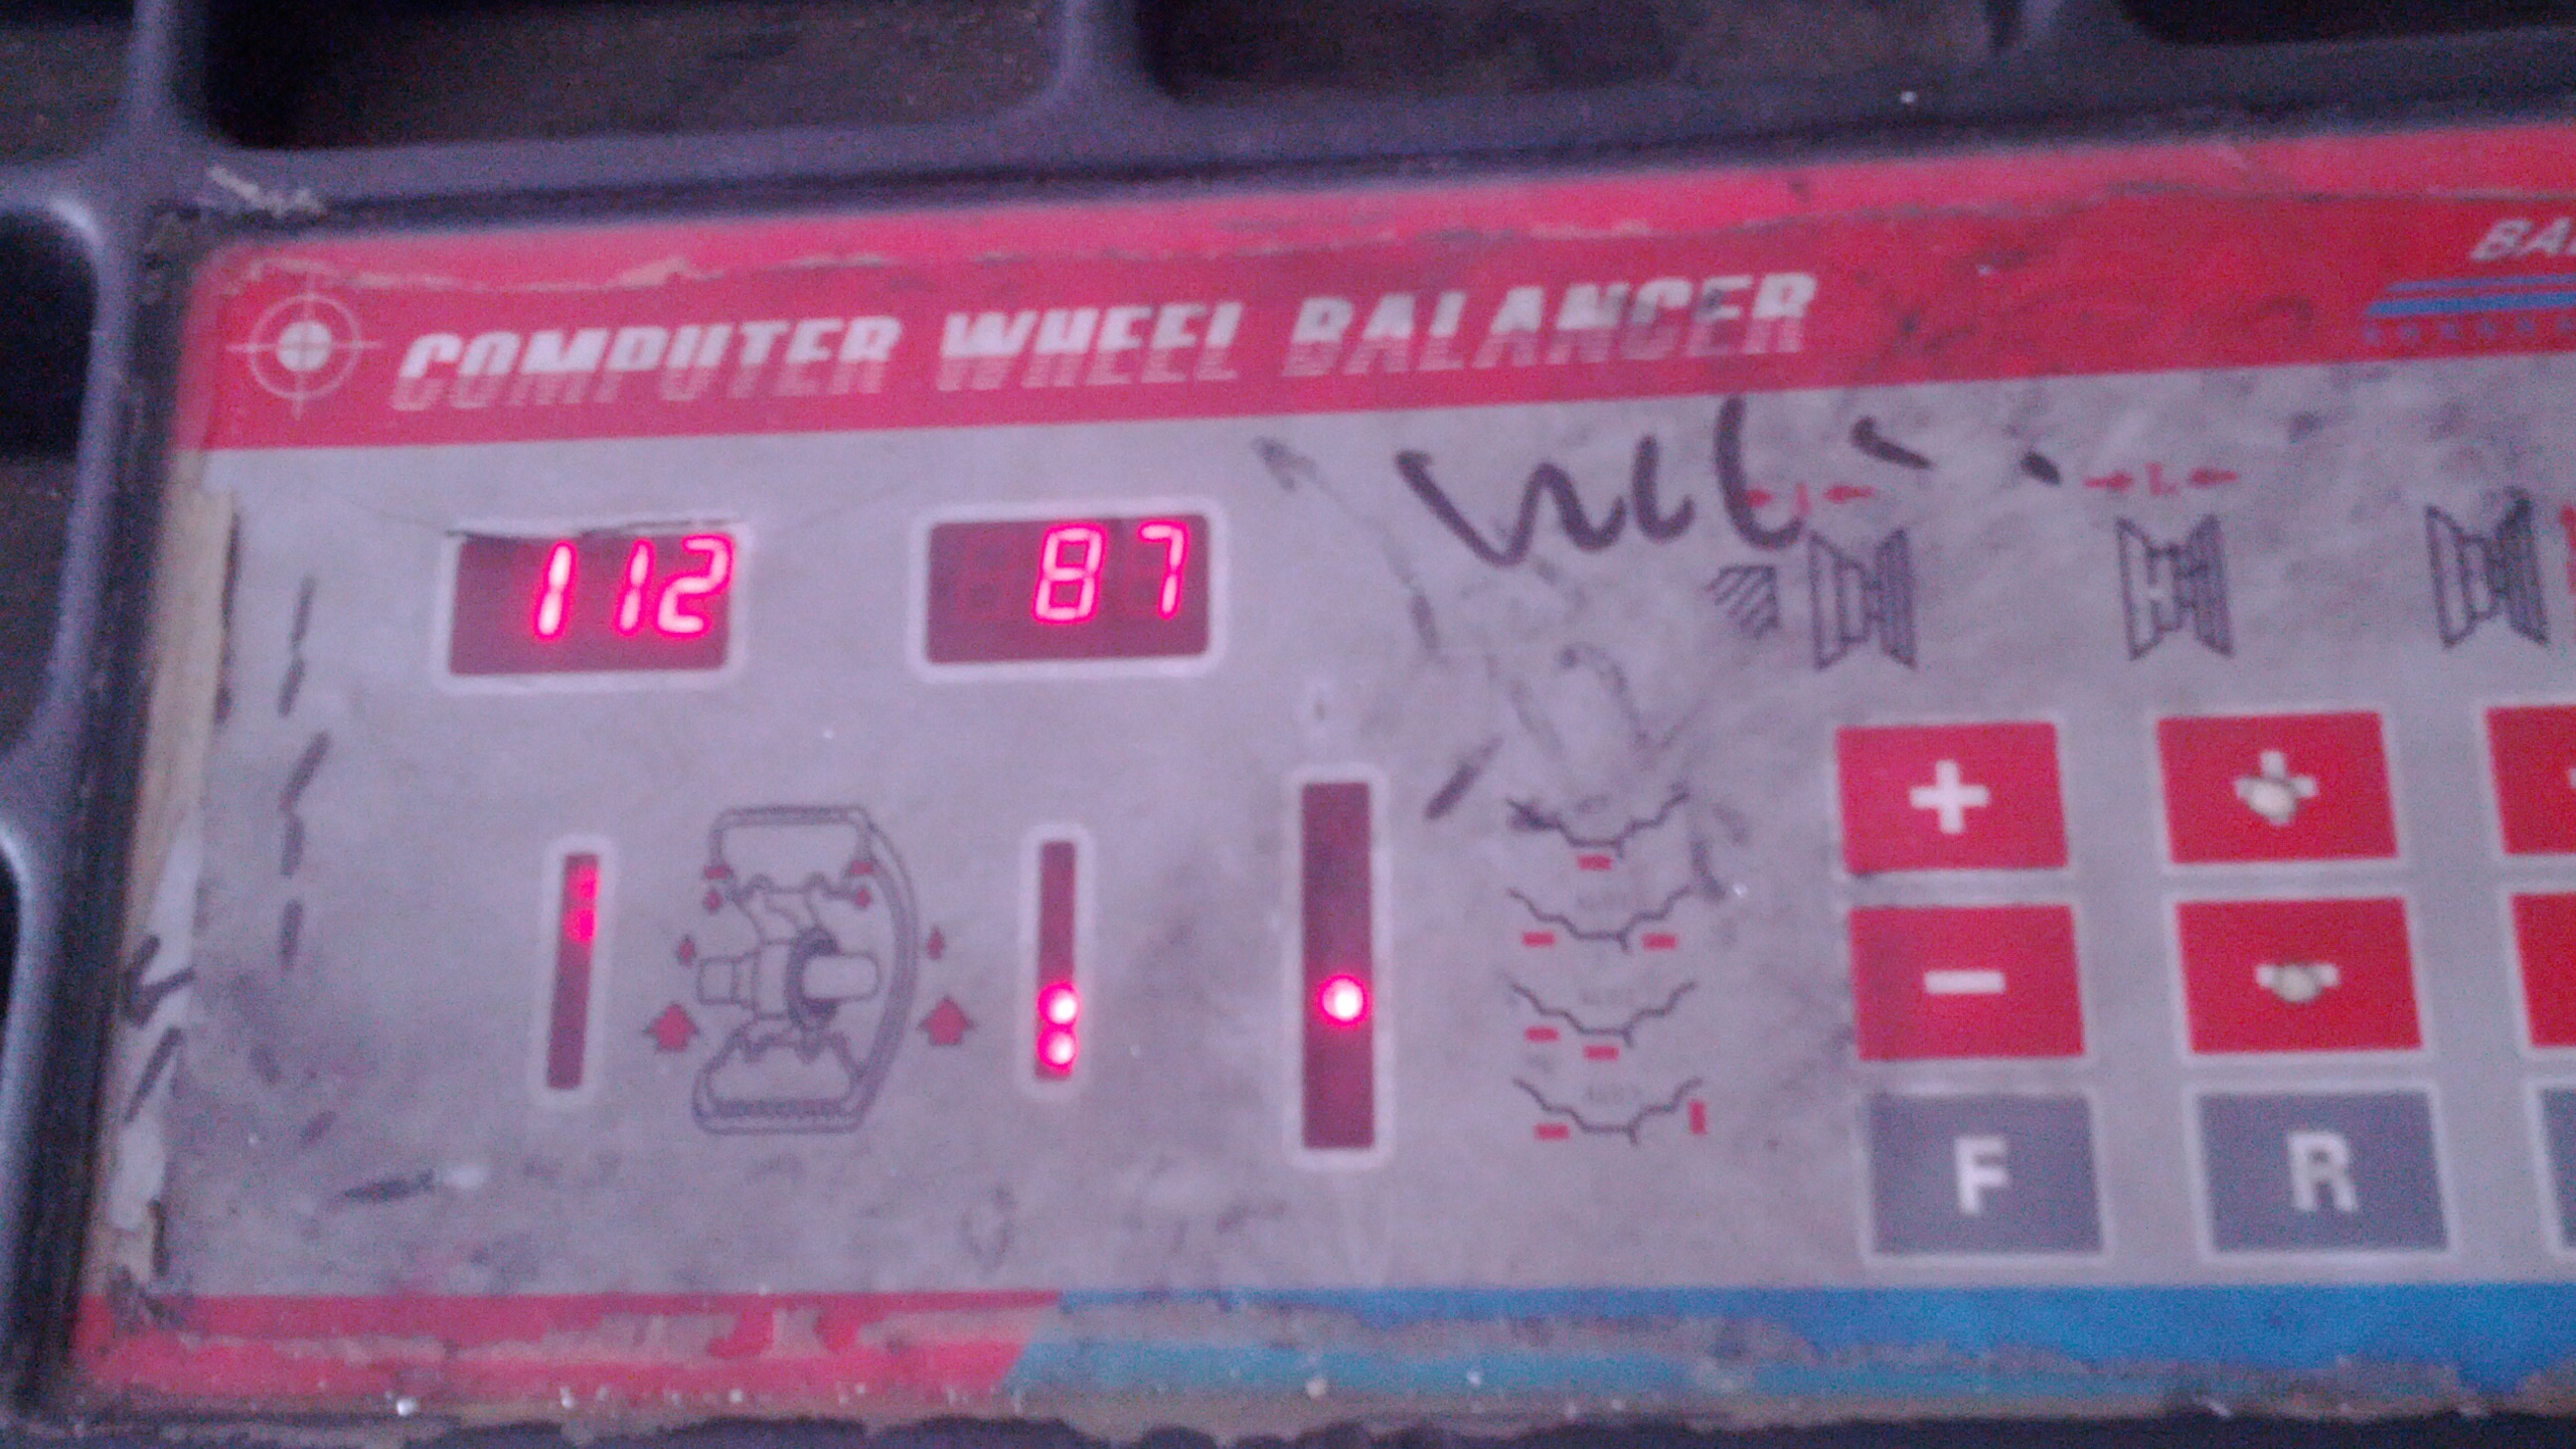 COMPUTER WHEEL BALANCER
112
87
+
+
-
-
F
R